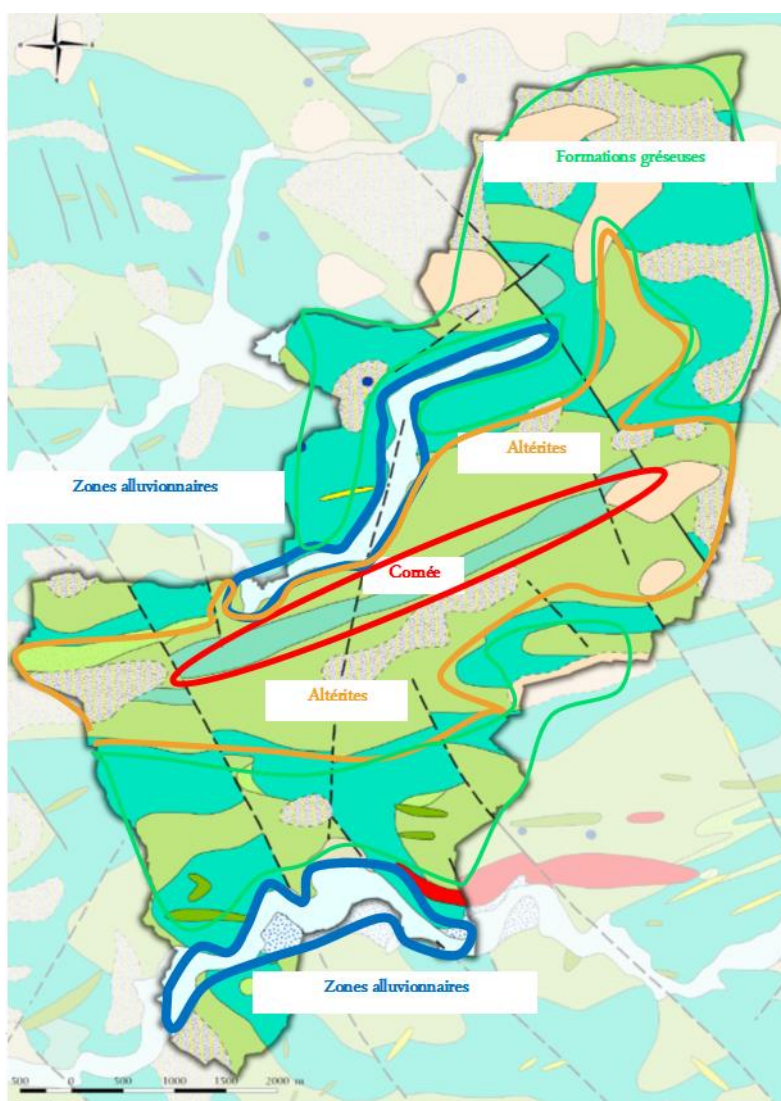 Formations gréseuses
Altérites
Zones alluvionnaires
Cornée
Altérites
Zones alluvionnaires
500 0 500 1000 1500 2000 m